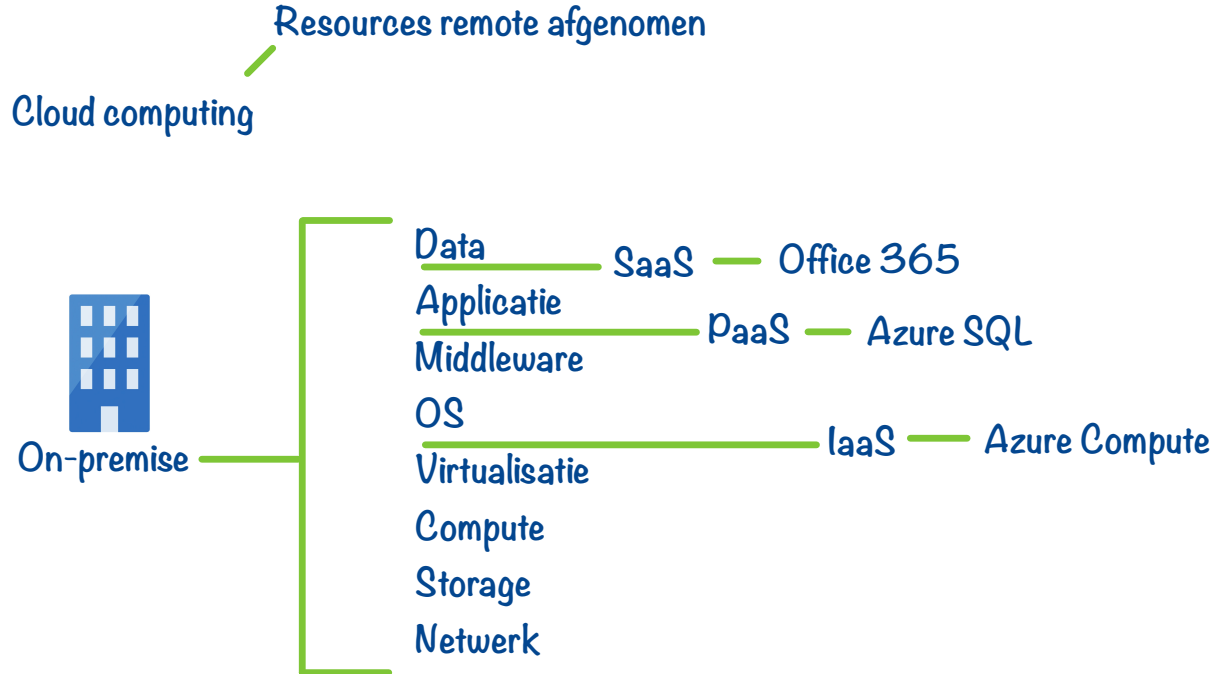 Resources remote afgenomen
Cloud computing
Data
SaaS
Office 365
Applicatie
PaaS
Azure SQL
Middleware
OS
IaaS
Azure Compute
On-premise
Virtualisatie
Compute
Storage
Netwerk